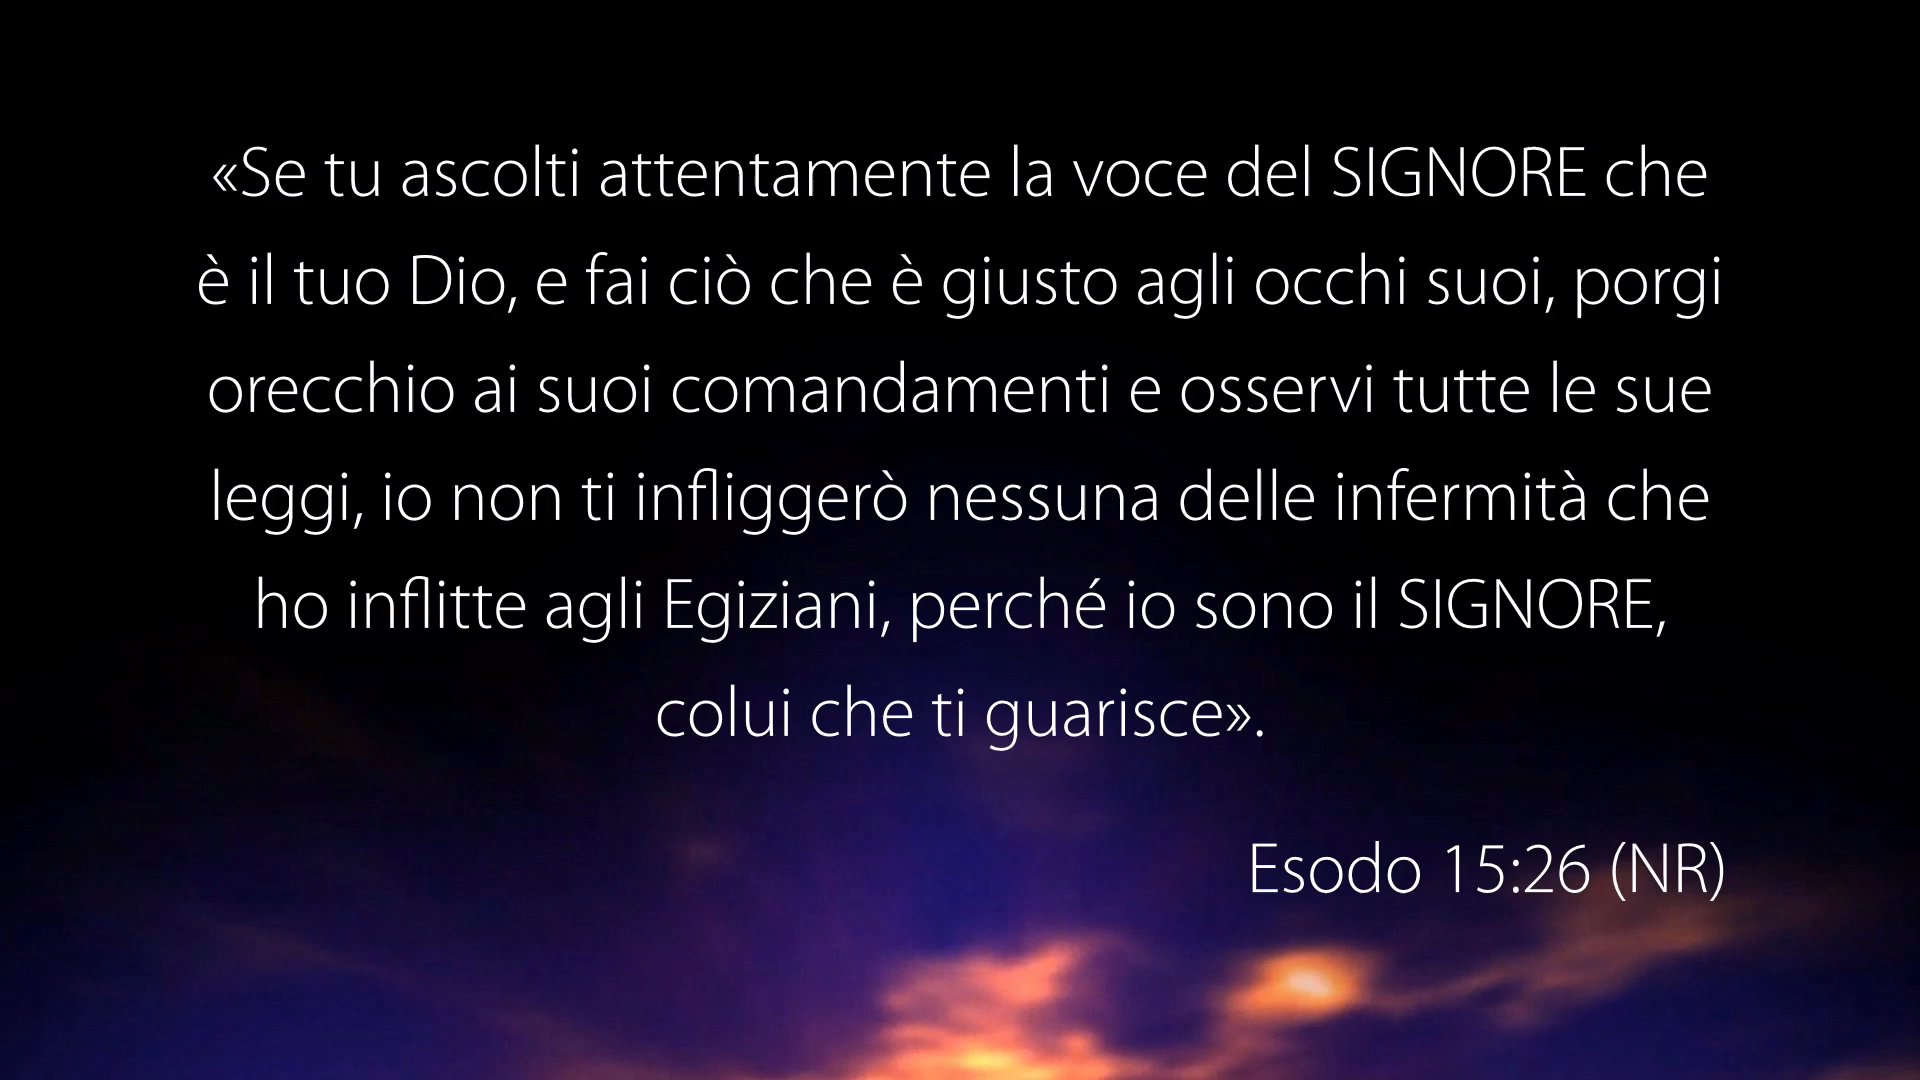 «Se tu ascolti attentamente la voce del SIGNORE che
è il tuo Dio, e fai ciò che è giusto agli occhi suoi, porgi
orecchio ai suoi comandamenti e osservi tutte le sue
leggi, io non ti infliggerò nessuna delle infermità che
ho inflitte agli Egiziani, perché io sono il SIGNORE,
colui che ti guarisce».
Esodo 15:26 (NR)